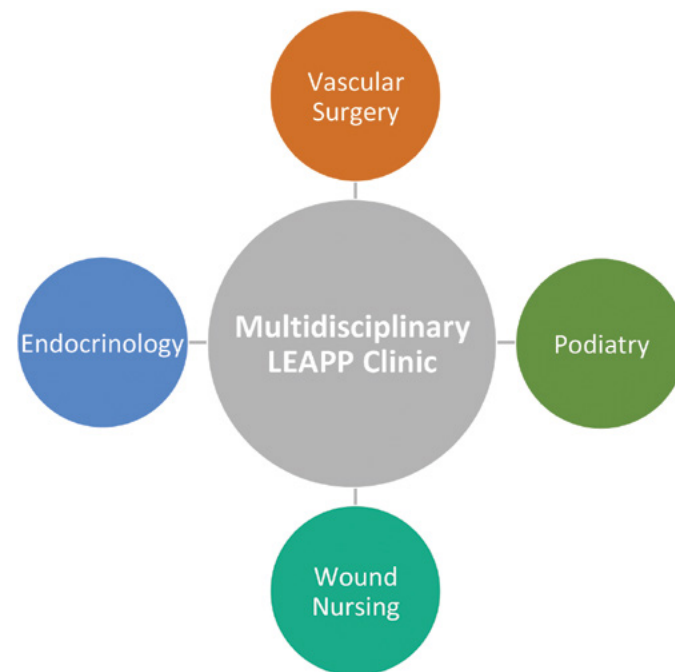 Vascular
Surgery
Endocrinology
Multidisciplinary
LEAPP Clinic
Podiatry
Wound
Nursing